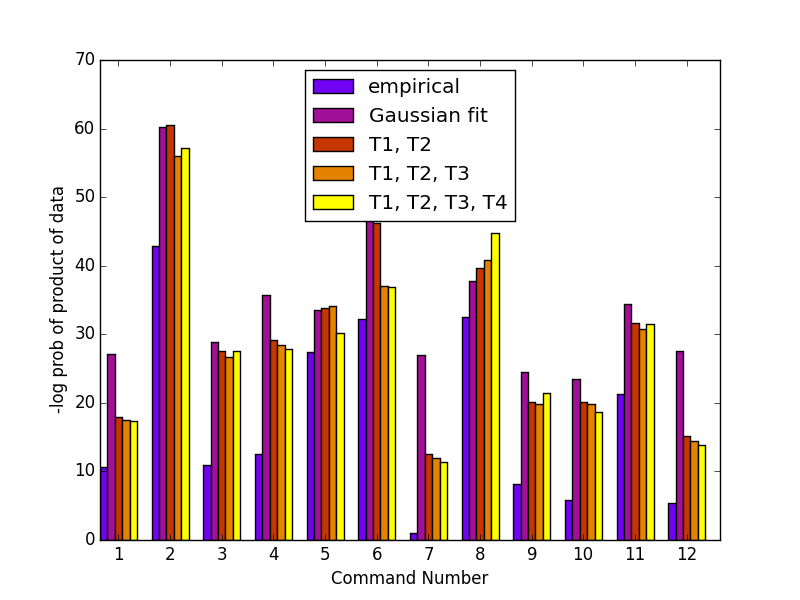 70
60
50
40
30
20
10
0
-log prob of product of data
empirical
Gaussian fit
T1, T2
T1, T2, T3
T1, T2, T3, T4
1 2 3 4 5 6 7 8 9 10 11 12
Command Number